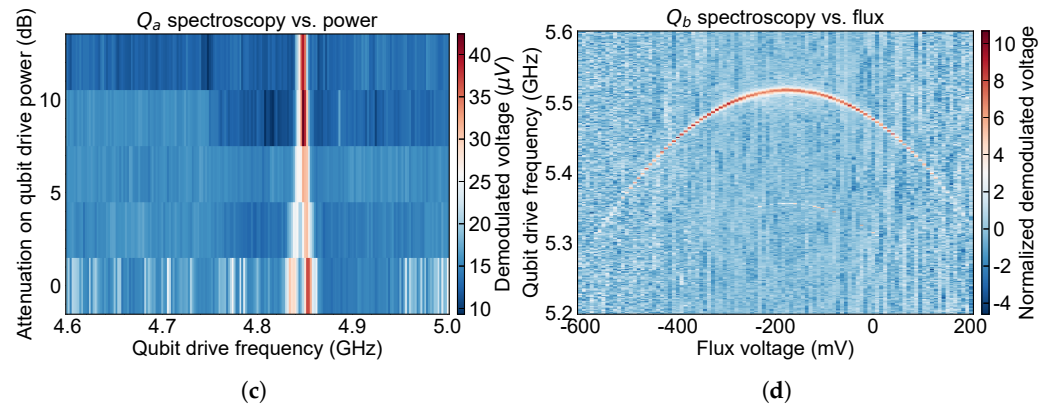 Qa spectroscopy vs. power
Attenuation on qubit drive power (dB)
10
5
0
4.6 4.7 4.8 4.9 5.0
Qubit drive frequency (GHz)
40
35
30
25
20
15
10
Demodulated voltage (μV)
(c)
Qb spectroscopy vs. flux
Qubit drive frequency (GHz)
5.6
5.5
5.4
5.3
5.2
-600 -400 -200 0 200
Flux voltage (mV)
10
8
6
4
2
0
-2
-4
Normalized demodulated voltage
(d)